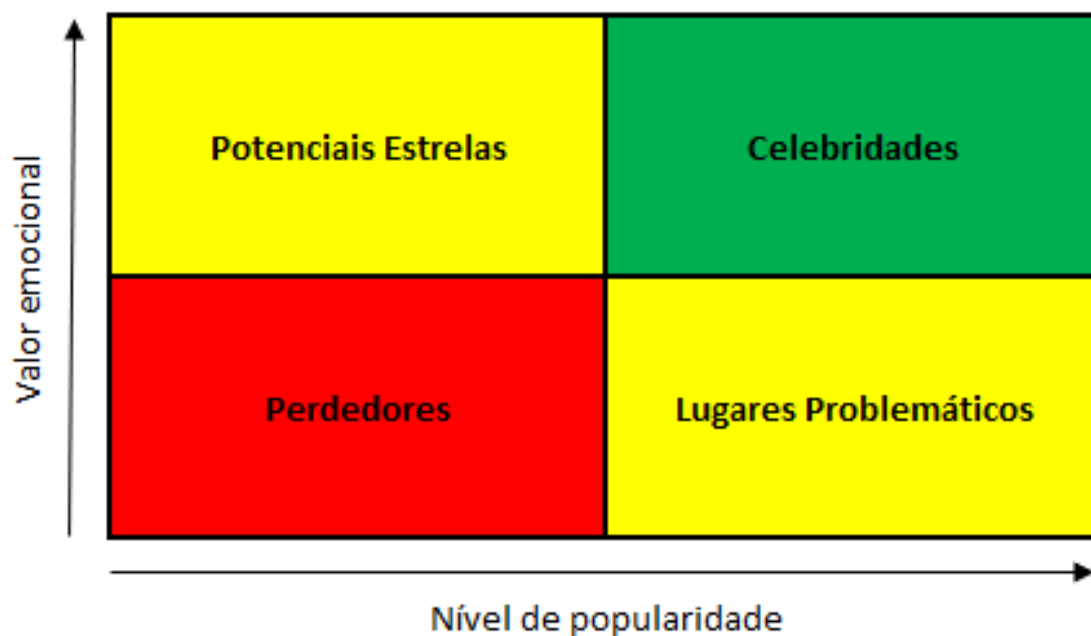 Valor emocional
Potenciais Estrelas
Celebridades
Perdedores
Lugares Problemáticos
Nível de popularidade